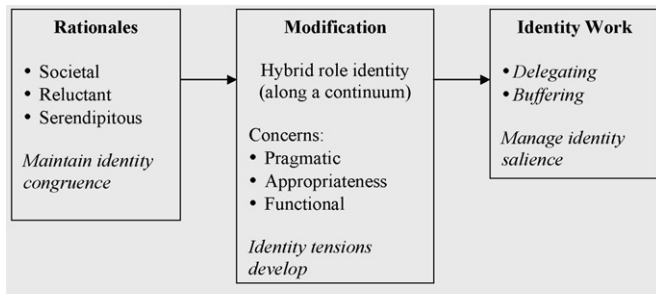 Rationales
• Societal
• Reluctant
• Serendipitous
Maintain identity
congruence
Modification
Hybrid role identity
(along a continuum)
Concerns:
• Pragmatic
• Appropriateness
• Functional
Identity tensions
develop
Identity Work
• Delegating
• Buffering
Manage identity
salience